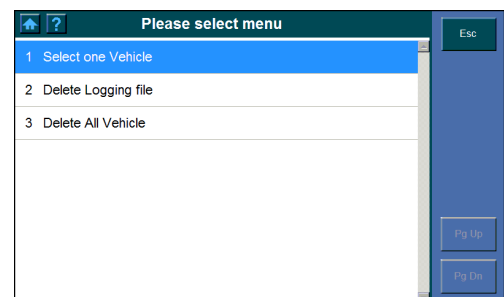 ? Please select menu
Esc
1 Select one Vehicle
2 Delete Logging file
3 Delete All Vehicle
Pg Up
Pg Dn